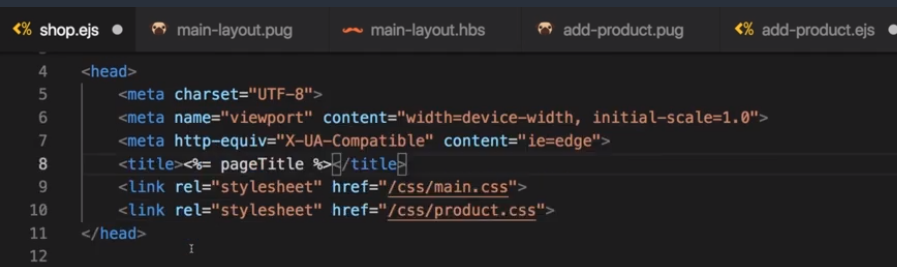 shop.ejs main-layout.pug main-layout.hbs add-product.pug add-product.ejs
4 <head>
5 <meta charset="UTF-8">
6 <meta name="viewport" content="width=device-width, initial-scale=1.0">
7 <meta http-equiv="X-UA-Compatible" content="ie=edge">
8 <title><%= pageTitle %></title>
9 <link rel="stylesheet" href="/css/main.css">
10 <link rel="stylesheet" href="/css/product.css">
11 </head>
12